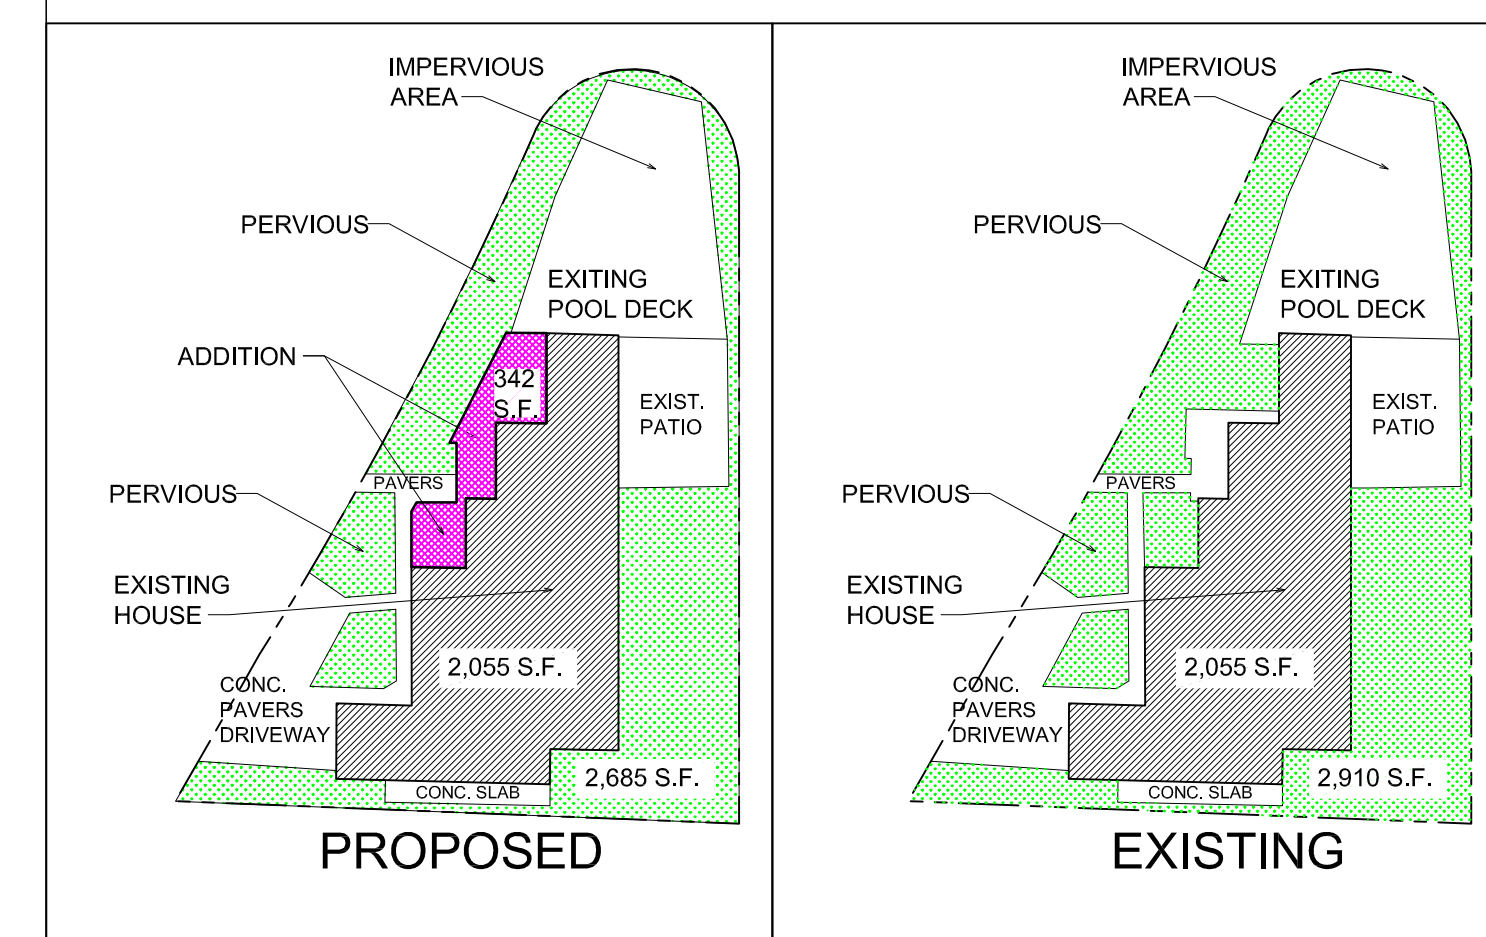 IMPERVIOUS
AREA
PERVIOUS
EXITING
POOL DECK
ADDITION
342
S.F.
EXIST.
PATIO
PAVERS
PERVIOUS
EXISTING
HOUSE
2,055 S.F.
CONC.
PAVERS
DRIVEWAY
2,685 S.F.
CONC. SLAB
PROPOSED
IMPERVIOUS
AREA
PERVIOUS
EXITING
POOL DECK
EXIST.
PATIO
PAVERS
PERVIOUS
EXISTING
HOUSE
2,055 S.F.
CONC.
PAVERS
DRIVEWAY
2,910 S.F.
CONC. SLAB
EXISTING